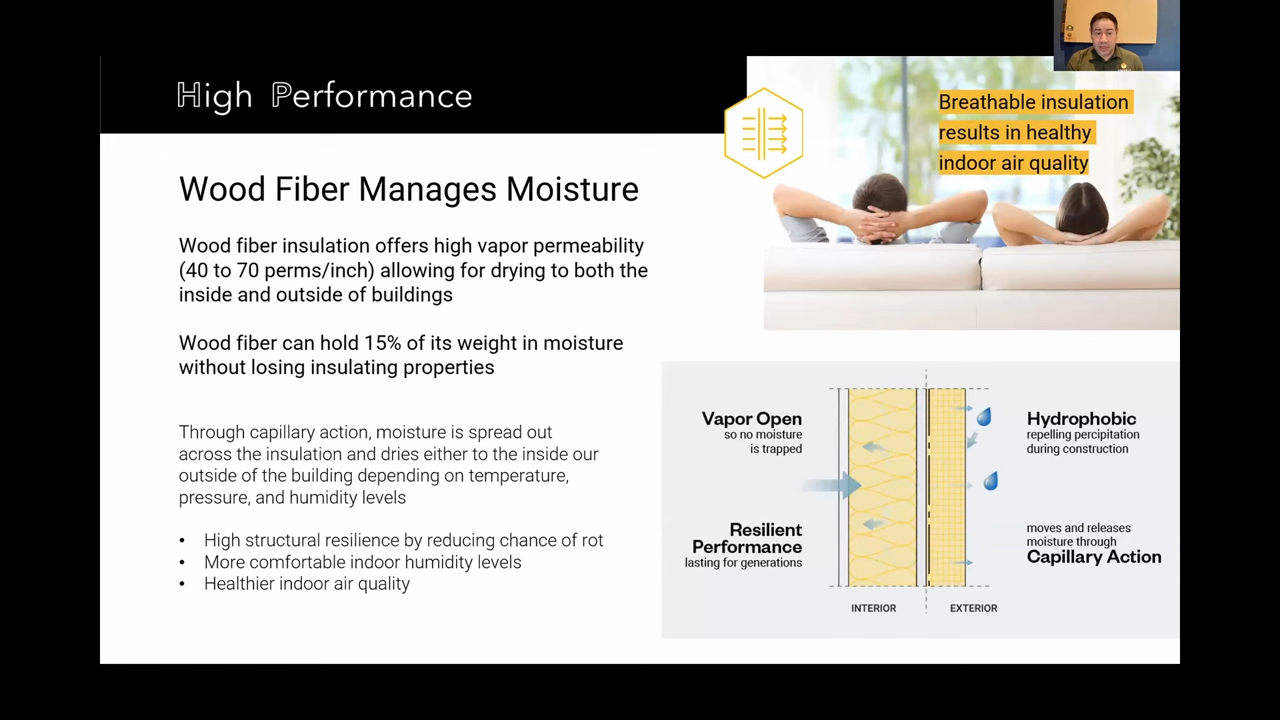 High Performance
Breathable insulation
results in healthy
indoor air quality
Wood Fiber Manages Moisture
Wood fiber insulation offers high vapor permeability
(40 to 70 perms/inch) allowing for drying to both the
inside and outside of buildings
Wood fiber can hold 15% of its weight in moisture
without losing insulating properties
Through capillary action, moisture is spread out
across the insulation and dries either to the inside our
outside of the building depending on temperature,
pressure, and humidity levels
• High structural resilience by reducing chance of rot
• More comfortable indoor humidity levels
• Healthier indoor air quality
Vapor Open
so no moisture
is trapped
Resilient
Performance
lasting for generations
Hydrophobic
repelling percipitation
during construction
moves and releases
moisture through
Capillary Action
INTERIOR
EXTERIOR